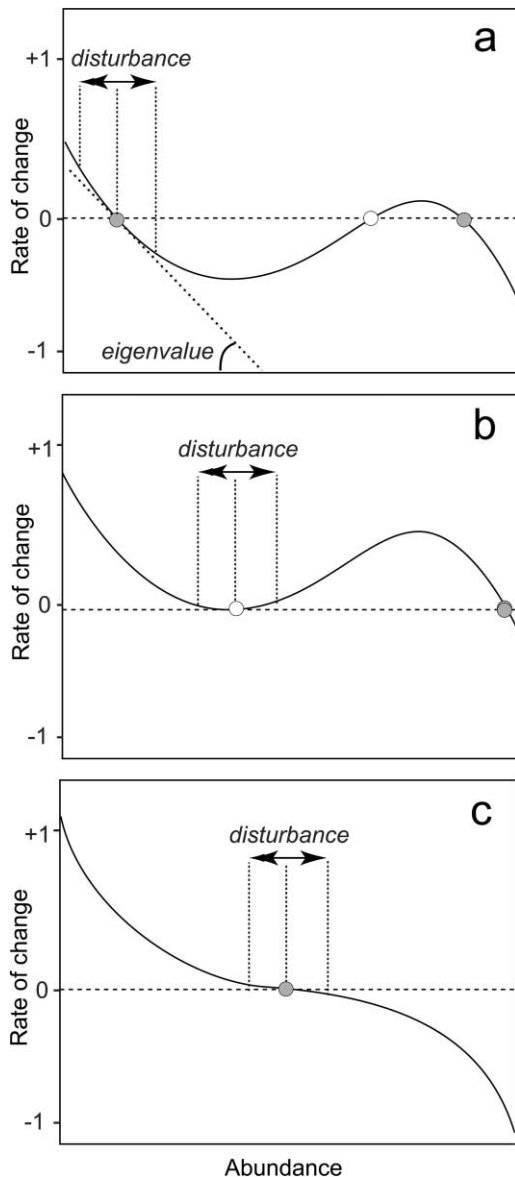 a
+1
disturbance
0
-1
eigenvalue
Rate of change
b
+1
disturbance
0
-1
Rate of change
c
+1
disturbance
0
-1
Rate of change
Abundance